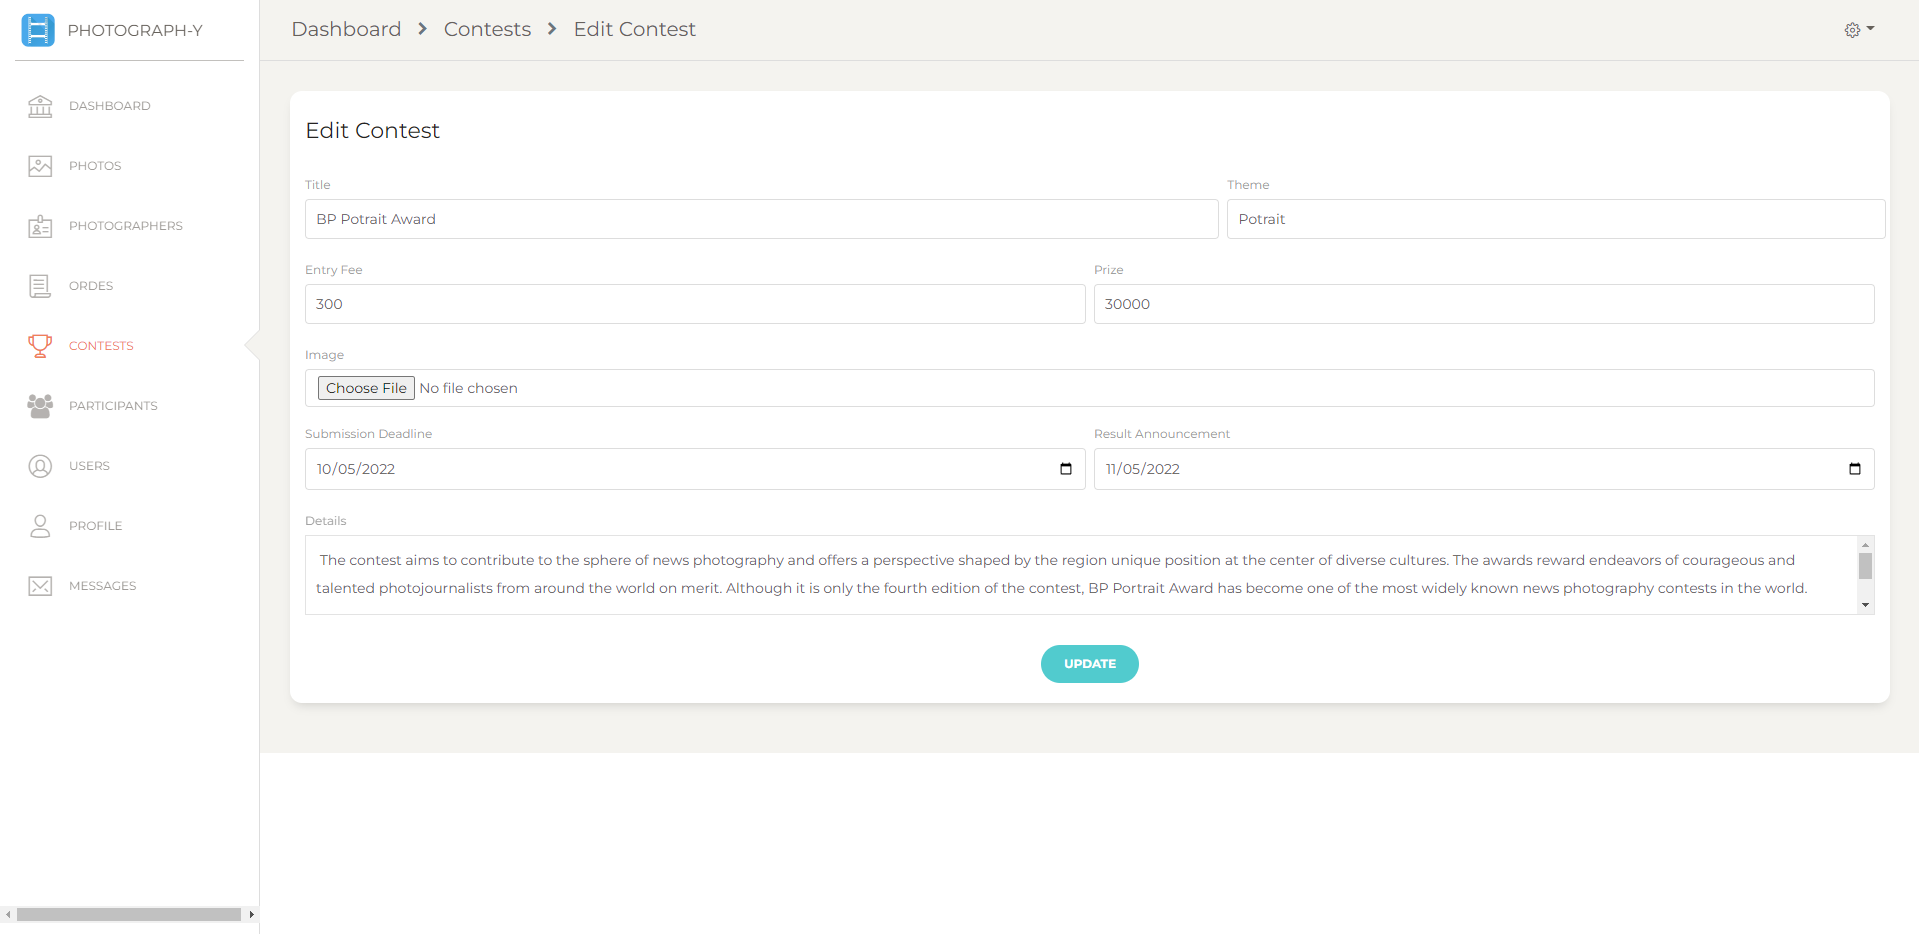 PHOTOGRAPH-Y
Dashboard > Contests > Edit Contest
DASHBOARD
PHOTOS
PHOTOGRAPHERS
ORDES
CONTESTS
PARTICIPANTS
USERS
PROFILE
MESSAGES
Edit Contest
Title
BP Potrait Award
Theme
Potrait
Entry Fee
300
Prize
30000
Image
Choose File No file chosen
Submission Deadline
10/05/2022
Result Announcement
11/05/2022
Details
The contest aims to contribute to the sphere of news photography and offers a perspective shaped by the region unique position at the center of diverse cultures. The awards reward endeavors of courageous and
talented photojournalists from around the world on merit. Although it is only the fourth edition of the contest, BP Portrait Award has become one of the most widely known news photography contests in the world.
UPDATE